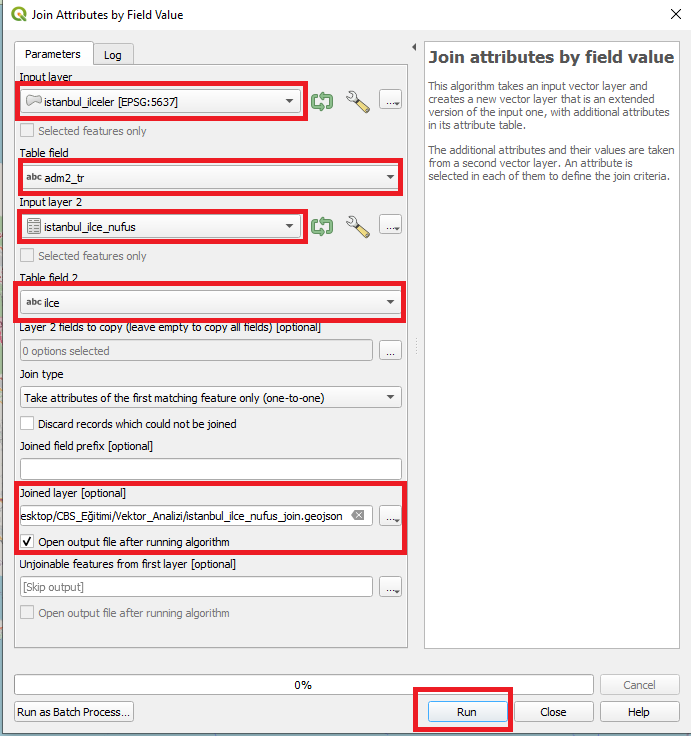 Join Attributes by Field Value
Parameters
Log
Input layer
istanbul_ilceler [EPSG:5637]
...
Selected features only
Table field
abc adm2_tr
Input layer 2
istanbul_ilce_nufus
...
Selected features only
Table field 2
abc ilce
Layer 2 fields to copy (leave empty to copy all fields) [optional]
0 options selected
...
Join type
Take attributes of the first matching feature only (one-to-one)
Discard records which could not be joined
Joined field prefix [optional]
Joined layer [optional]
esktop/CBS_Eğitimi/Vektor_Analizi/istanbul_ilce_nufus_join.geojson
...
Open output file after running algorithm
Unjoinable features from first layer [optional]
[Skip output]
...
Open output file after running algorithm
Join attributes by field value
This algorithm takes an input vector layer and
creates a new vector layer that is an extended
version of the input one, with additional attributes
in its attribute table.
The additional attributes and their values are taken
from a second vector layer. An attribute is
selected in each of them to define the join criteria.
0%
Cancel
Run as Batch Process...
Run
Close
Help